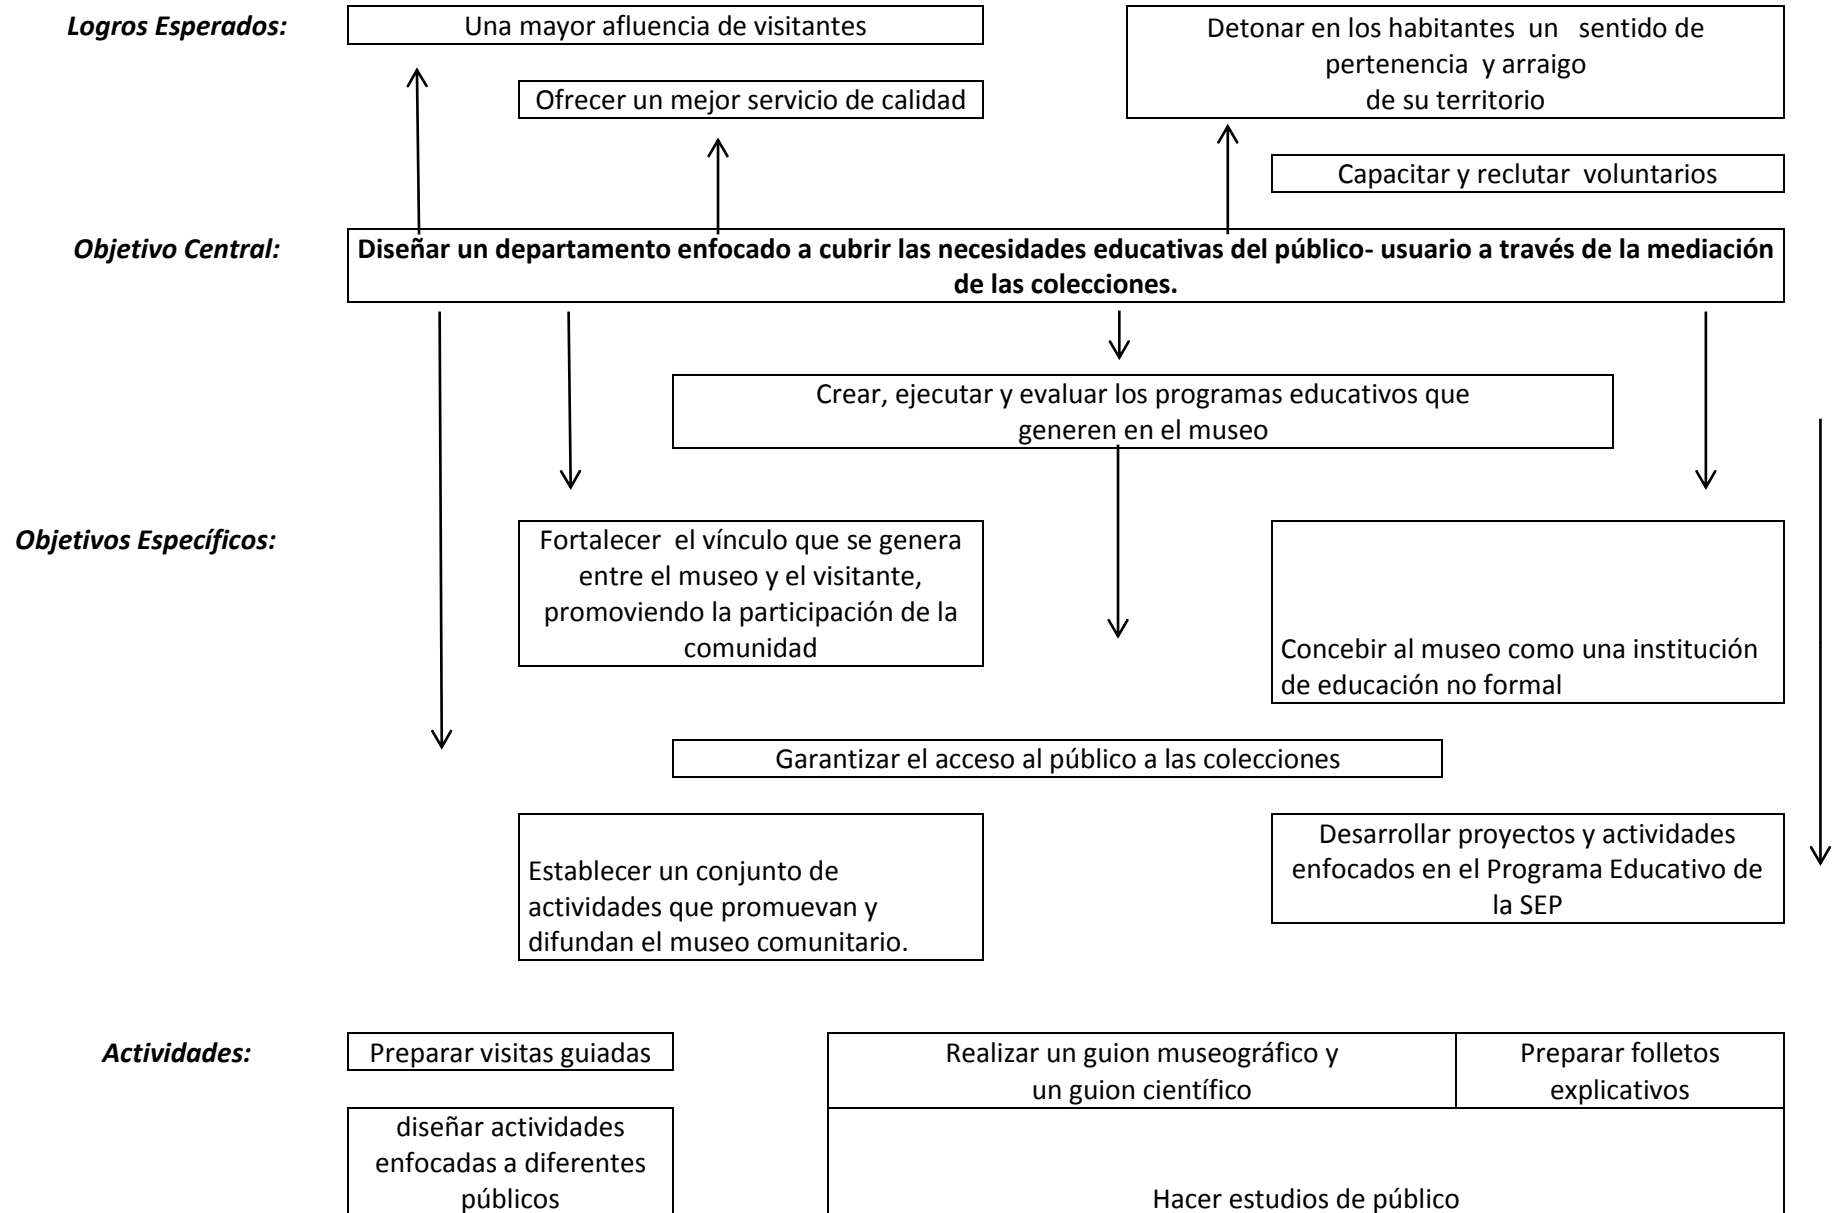 Logros Esperados:
Una mayor afluencia de visitantes
Detonar en los habitantes un sentido de
pertenencia y arraigo
de su territorio
Ofrecer un mejor servicio de calidad
Capacitar y reclutar voluntarios
Objetivo Central:
Diseñar un departamento enfocado a cubrir las necesidades educativas del público- usuario a través de la mediación
de las colecciones.
Crear, ejecutar y evaluar los programas educativos que
generen en el museo
Objetivos Específicos:
Fortalecer el vínculo que se genera
entre el museo y el visitante,
promoviendo la participación de la
comunidad
Concebir al museo como una institución
de educación no formal
Garantizar el acceso al público a las colecciones
Establecer un conjunto de
actividades que promuevan y
difundan el museo comunitario.
Desarrollar proyectos y actividades
enfocados en el Programa Educativo de
la SEP
Actividades:
Preparar visitas guiadas
Realizar un guion museográfico y
un guion científico
Preparar folletos
explicativos
diseñar actividades
enfocadas a diferentes
públicos
Hacer estudios de público